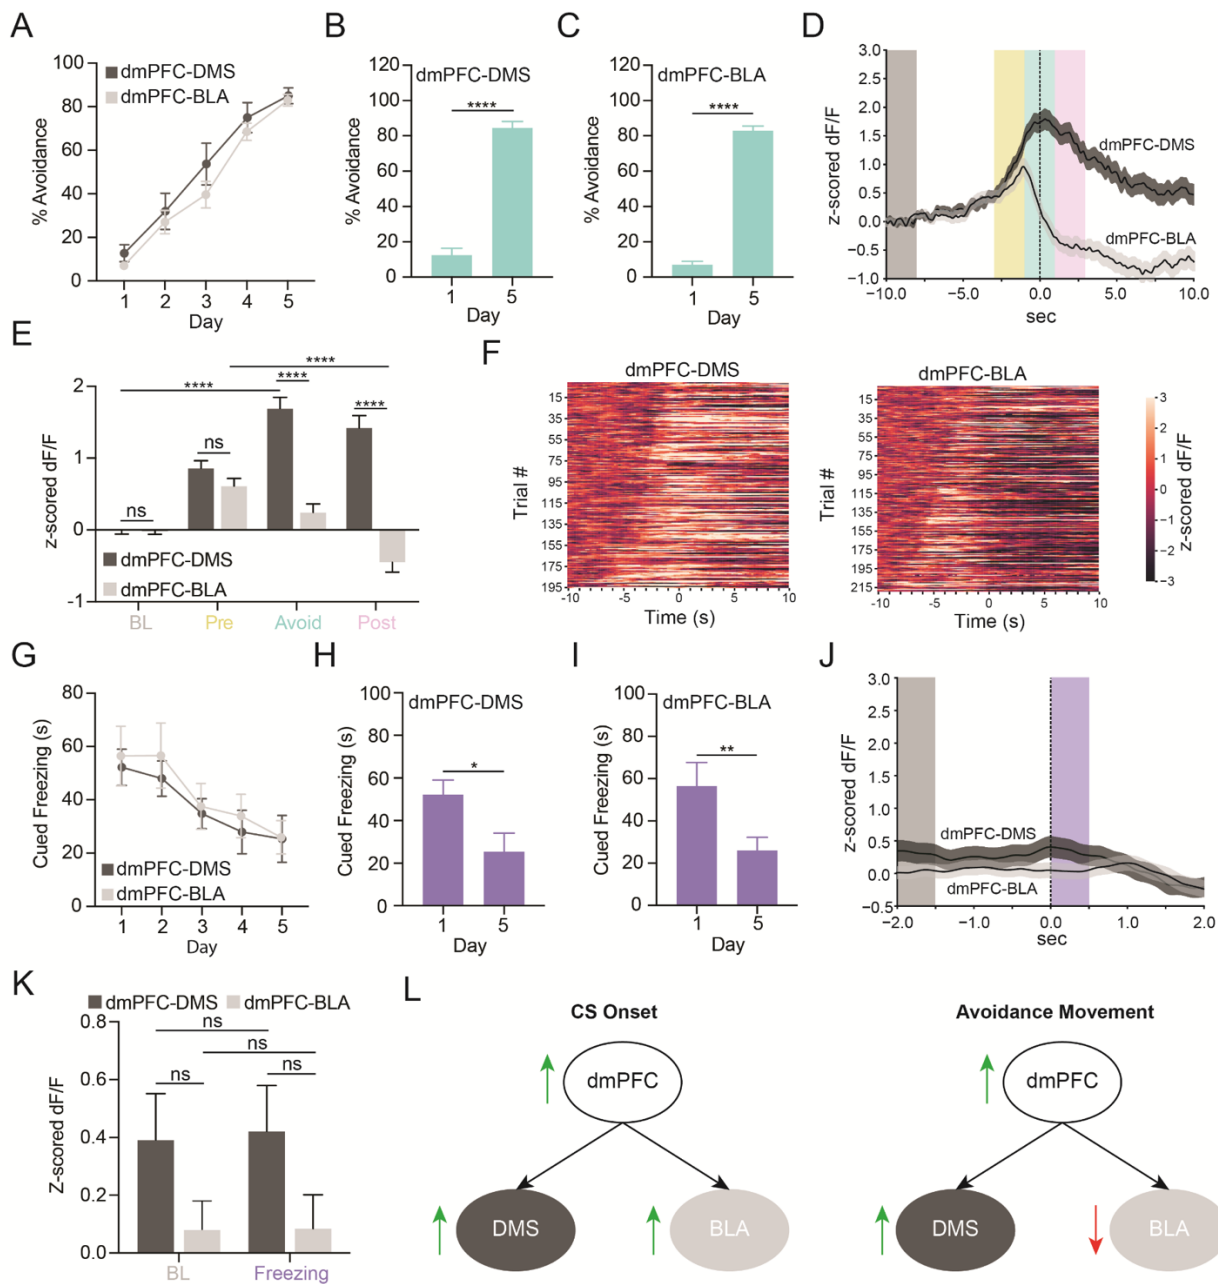 A
dmPFC-DMS
dmPFC-BLA
100
80
60
40
20
0
% Avoidance
1 2 3 4 5
Day
B
dmPFC-DMS
****
120
100
80
60
40
20
0
% Avoidance
1 5
Day
C
dmPFC-BLA
****
120
100
80
60
40
20
0
% Avoidance
1 5
Day
D
3.0
2.5
2.0
1.5
1.0
0.5
0.0
−0.5
−1.0
z-scored dF/F
dmPFC-DMS
dmPFC-BLA
−10.0 −5.0 0.0 5.0 10.0
sec
E
**** ****
**** ****
ns ns
2
1
0
-1
z-scored dF/F
dmPFC-DMS
dmPFC-BLA
BL Pre Avoid Post
F
dmPFC-DMS
15
35
55
75
95
115
135
155
175
195
Trial #
-10 -5 0 5 10
Time (s)
dmPFC-BLA
15
35
55
75
95
115
135
155
175
195
215
Trial #
-10 -5 0 5 10
Time (s)
3
2
1
0
−1
−2
−3
z-scored dF/F
G
80
60
40
20
0
Cued Freezing (s)
dmPFC-DMS
dmPFC-BLA
1 2 3 4 5
Day
H
dmPFC-DMS
*
100
80
60
40
20
0
Cued Freezing (s)
1 5
Day
I
dmPFC-BLA
**
100
80
60
40
20
0
Cued Freezing (s)
1 5
Day
J
3.0
2.5
2.0
1.5
1.0
0.5
0.0
−0.5
z-scored dF/F
dmPFC-DMS
dmPFC-BLA
−2.0 −1.0 0.0 1.0 2.0
sec
K
dmPFC-DMS dmPFC-BLA
ns
ns
ns ns
0.8
0.6
0.4
0.2
0.0
Z-scored dF/F
BL Freezing
L
CS Onset
dmPFC
DMS BLA
Avoidance Movement
dmPFC
DMS BLA